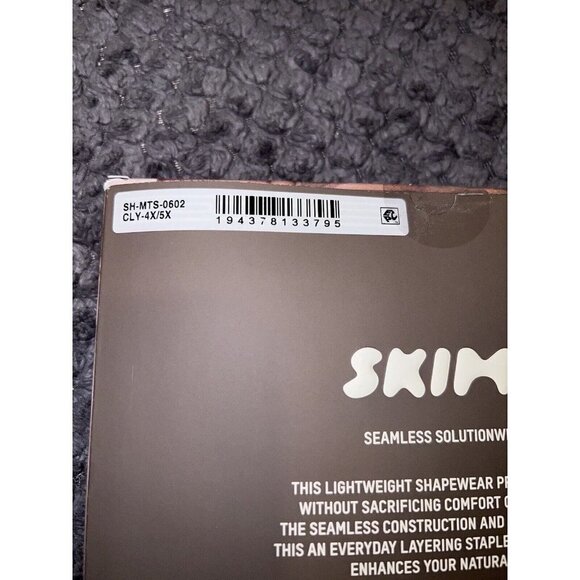 SH-MTS-0602
CLY-4X/5X
194378133795
SKIM
SEAMLESS SOLUTIONW
THIS LIGHTWEIGHT SHAPEWEAR PR
WITHOUT SACRIFICING COMFORT O
THE SEAMLESS CONSTRUCTION AND
THIS AN EVERYDAY LAYERING STAPLE
ENHANCES YOUR NATURA